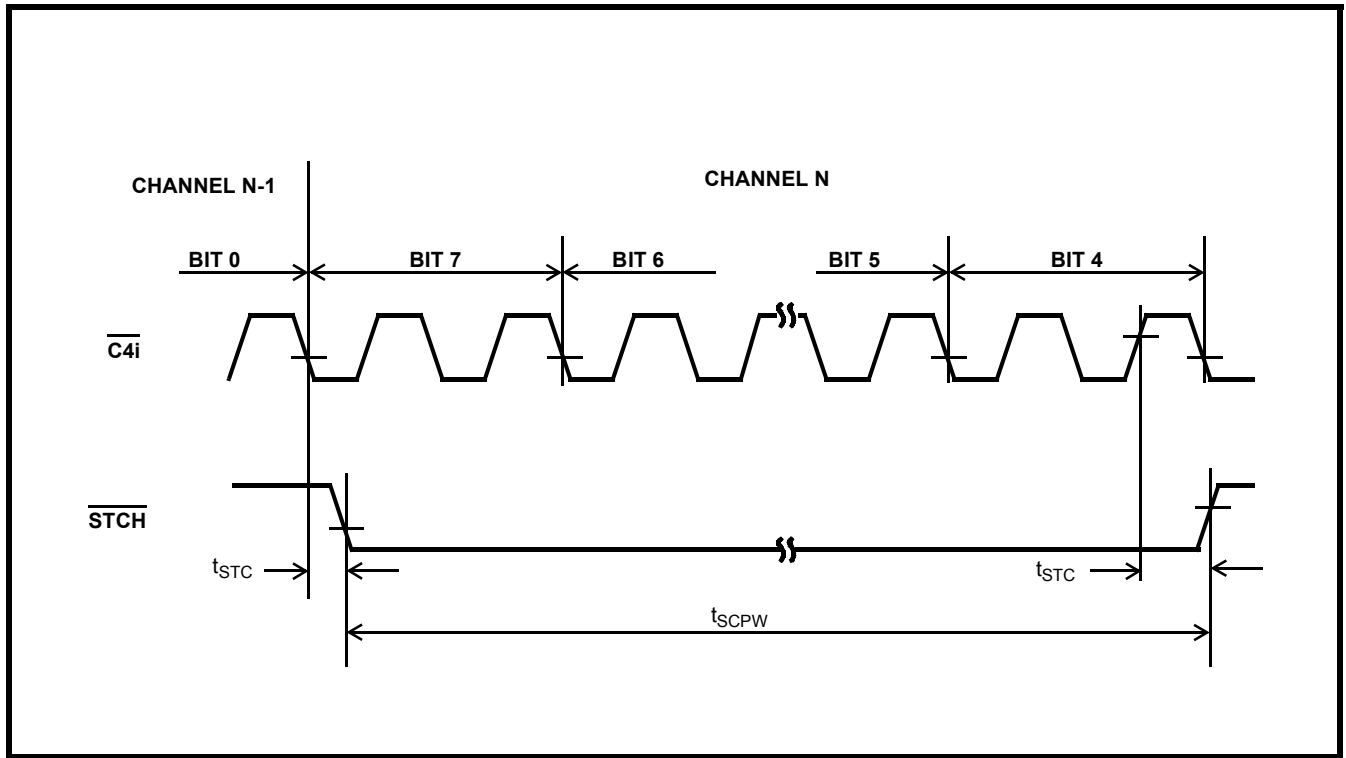 CHANNEL N-1
CHANNEL N
BIT 0
BIT 7
BIT 6
BIT 5
BIT 4
C4i
STCH
tSTC
tSTC
tSCPW